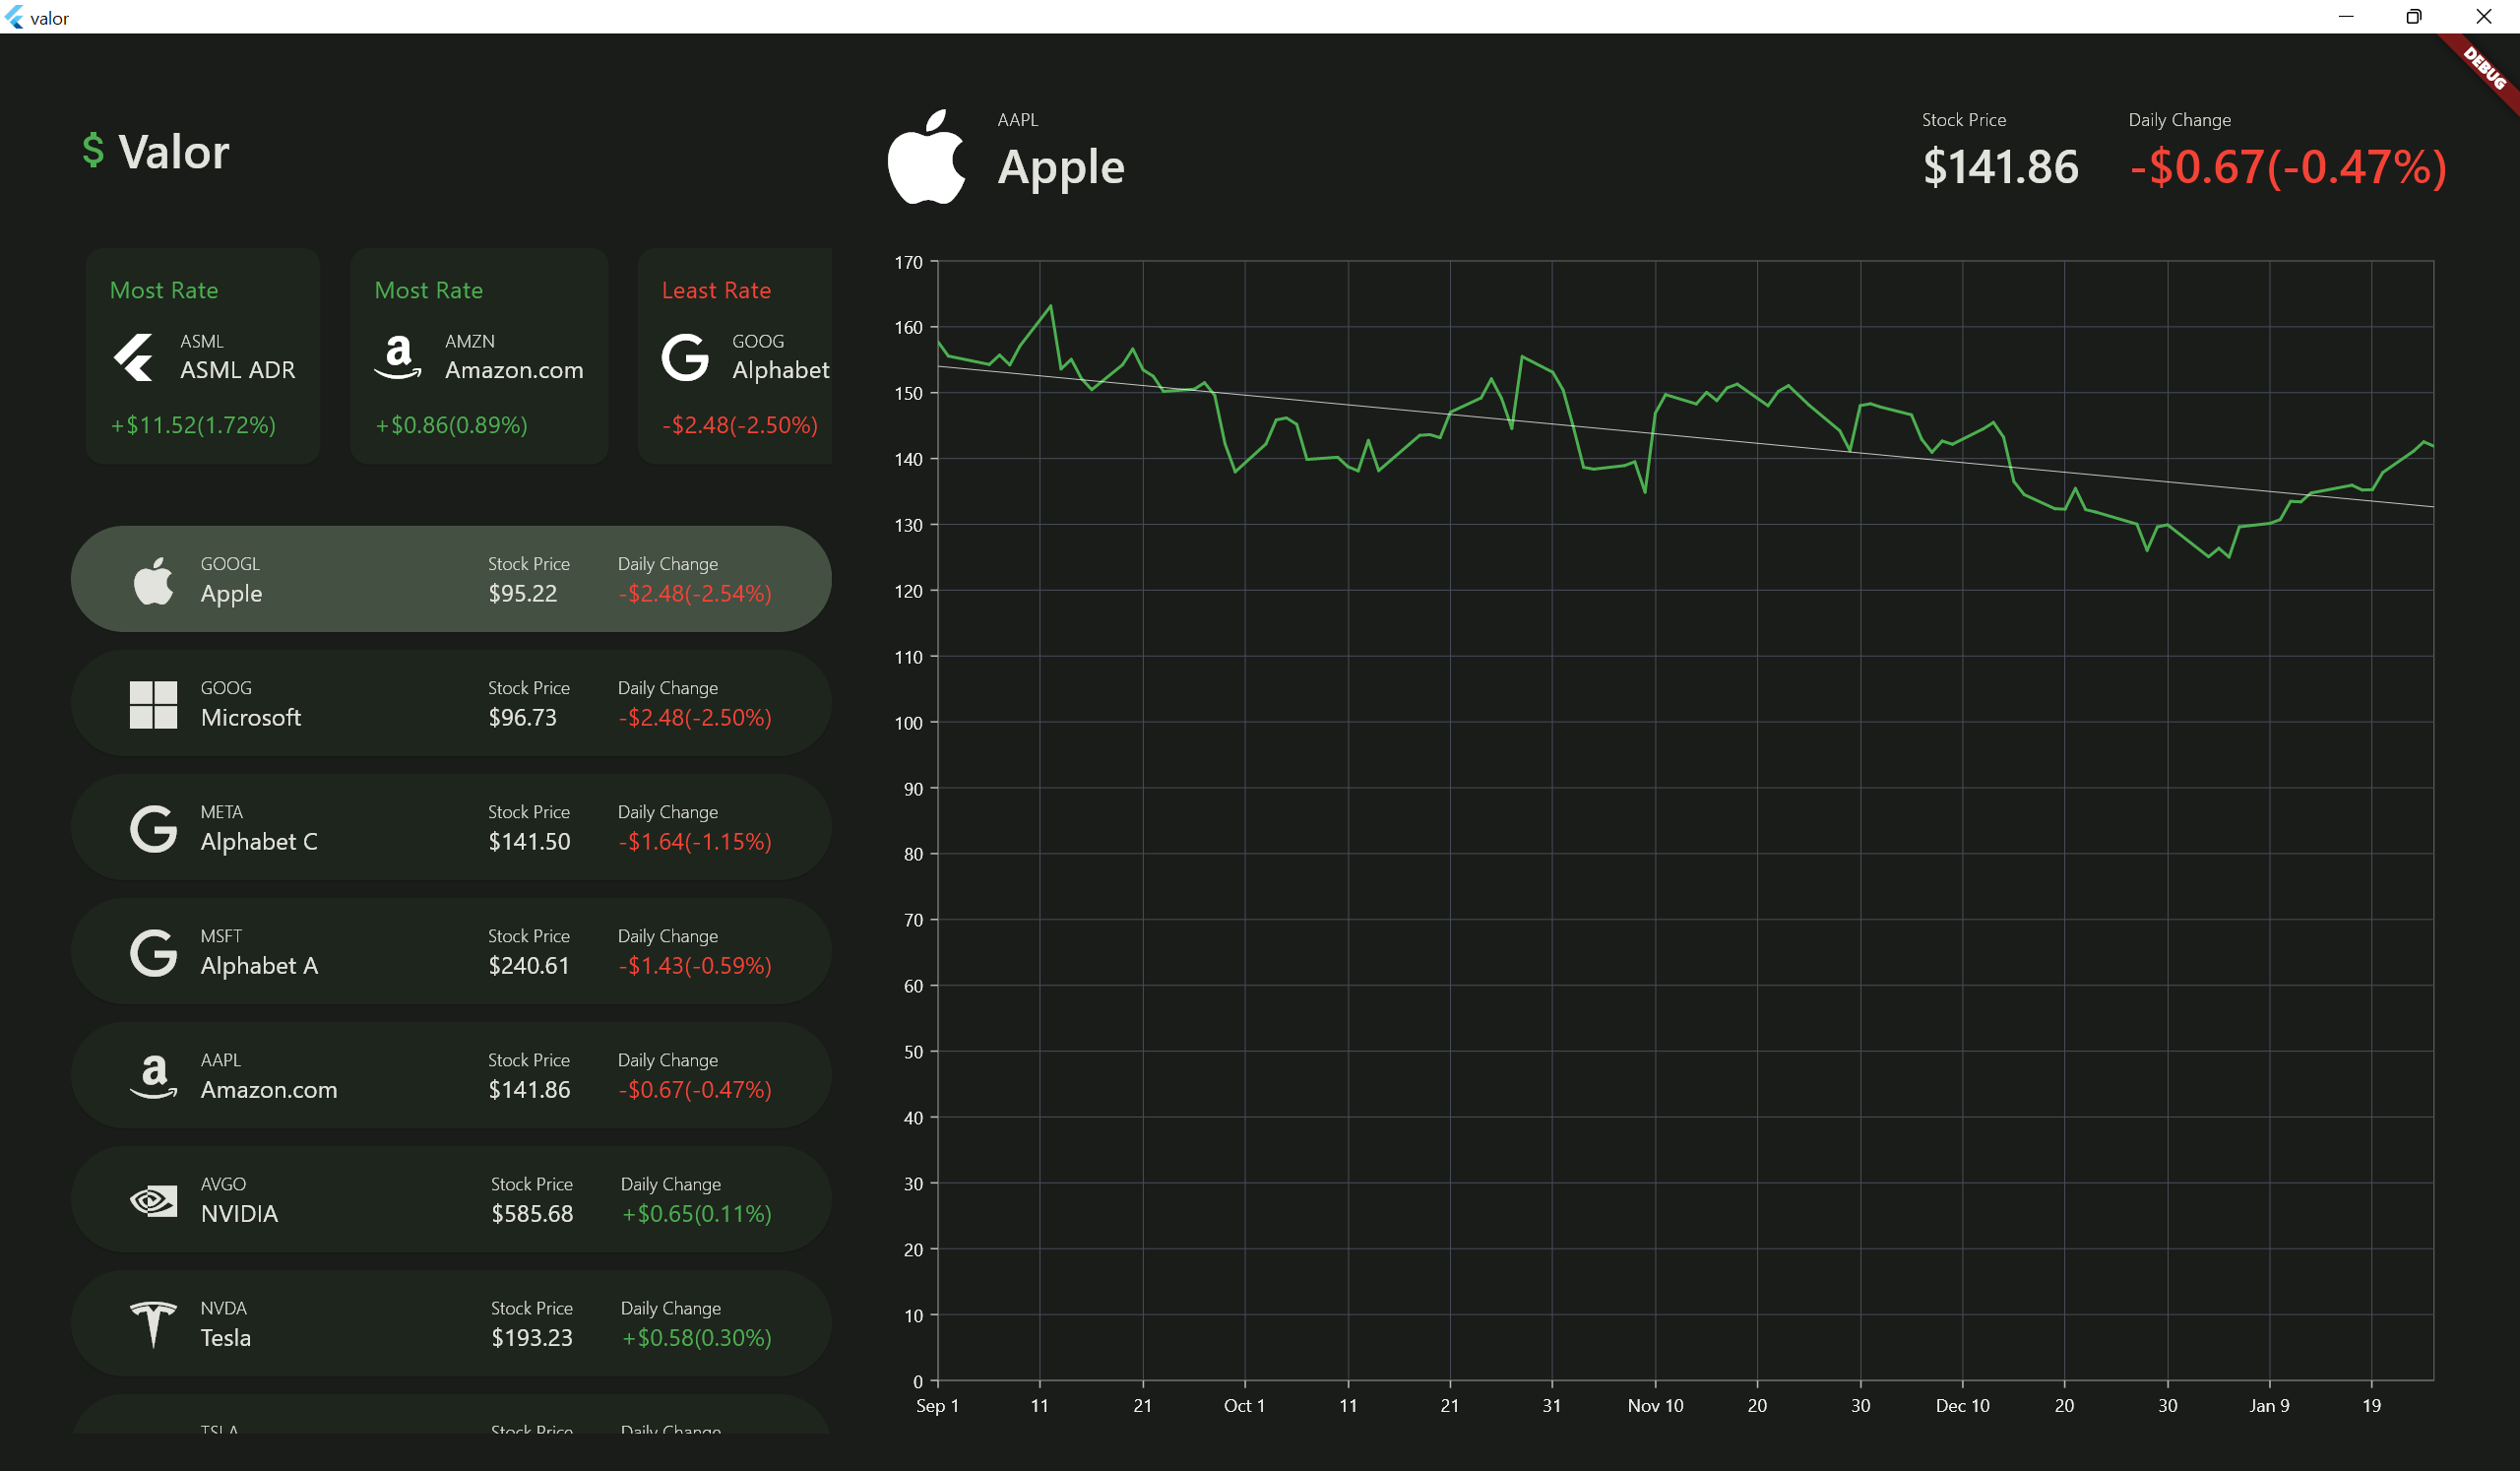 valor
DEBUG
$ Valor
Most Rate
ASML
ASML ADR
+$11.52(1.72%)
Most Rate
AMZN
Amazon.com
+$0.86(0.89%)
Least Rate
GOOG
Alphabet
-$2.48(-2.50%)
GOOGL
Apple
Stock Price
$95.22
Daily Change
-$2.48(-2.54%)
GOOG
Microsoft
Stock Price
$96.73
Daily Change
-$2.48(-2.50%)
META
Alphabet C
Stock Price
$141.50
Daily Change
-$1.64(-1.15%)
MSFT
Alphabet A
Stock Price
$240.61
Daily Change
-$1.43(-0.59%)
AAPL
Amazon.com
Stock Price
$141.86
Daily Change
-$0.67(-0.47%)
AVGO
NVIDIA
Stock Price
$585.68
Daily Change
+$0.65(0.11%)
NVDA
Tesla
Stock Price
$193.23
Daily Change
+$0.58(0.30%)
TSLA
Stock Price
Daily Change
AAPL
Apple
Stock Price
$141.86
Daily Change
-$0.67(-0.47%)
170
160
150
140
130
120
110
100
90
80
70
60
50
40
30
20
10
0
Sep 1 11 21 Oct 1 11 21 31 Nov 10 20 30 Dec 10 20 30 Jan 9 19